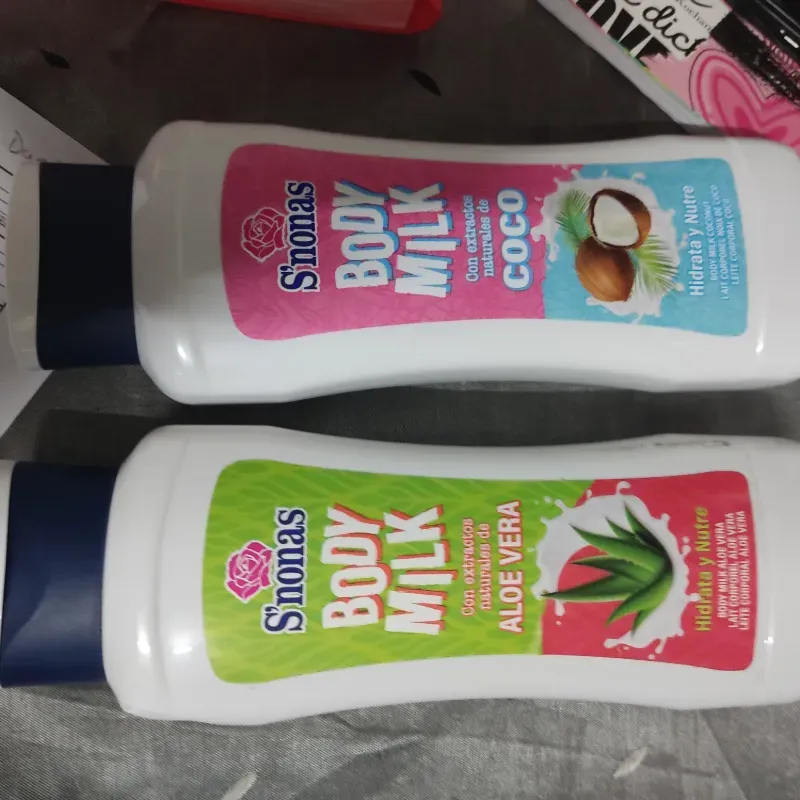 S'nonas
BODY
MILK
Con extractos
naturales de
COCO
Hidrata y Nutre
BODY MILK COCONUT
LAIT CORPOREL NOIX DE COCO
LEITE CORPORAL COCO
S'nonas
BODY
MILK
Con extractos
naturales de
ALOE VERA
Hidrata y Nutre
BODY MILK ALOE VERA
LAIT CORPOREL ALOE VERA
LEITE CORPORAL ALOE VERA